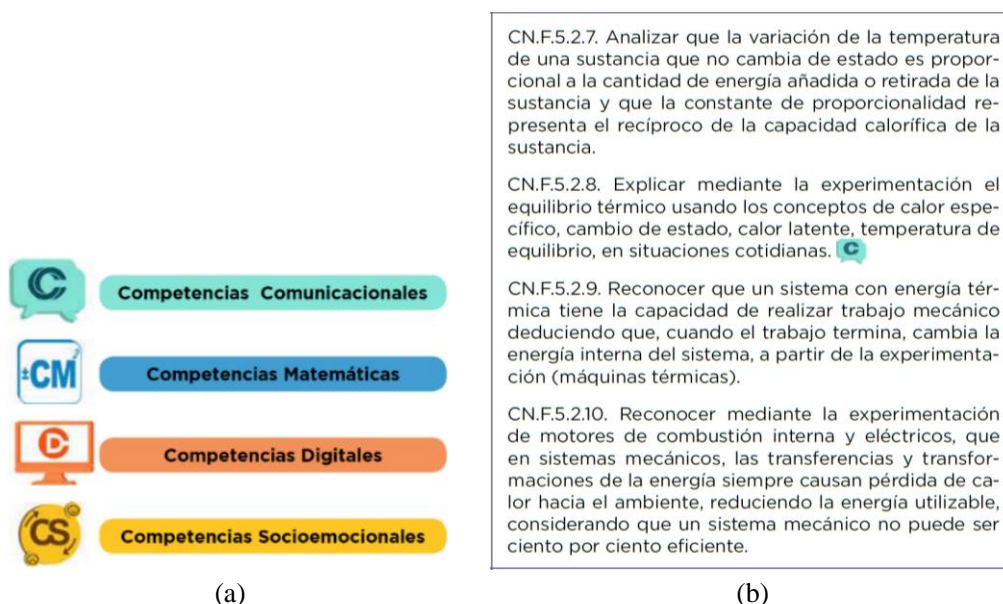 C
Competencias Comunicacionales
±CM²
Competencias Matemáticas
D
Competencias Digitales
CS
Competencias Socioemocionales
(a)
CN.F.5.2.7. Analizar que la variación de la temperatura
de una sustancia que no cambia de estado es propor-
cional a la cantidad de energía añadida o retirada de la
sustancia y que la constante de proporcionalidad re-
presenta el recíproco de la capacidad calorífica de la
sustancia.
CN.F.5.2.8. Explicar mediante la experimentación el
equilibrio térmico usando los conceptos de calor espe-
cífico, cambio de estado, calor latente, temperatura de
equilibrio, en situaciones cotidianas. C
CN.F.5.2.9. Reconocer que un sistema con energía tér-
mica tiene la capacidad de realizar trabajo mecánico
deduciendo que, cuando el trabajo termina, cambia la
energía interna del sistema, a partir de la experimenta-
ción (máquinas térmicas).
CN.F.5.2.10. Reconocer mediante la experimentación
de motores de combustión interna y eléctricos, que
en sistemas mecánicos, las transferencias y transfor-
maciones de la energía siempre causan pérdida de ca-
lor hacia el ambiente, reduciendo la energía utilizable,
considerando que un sistema mecánico no puede ser
ciento por ciento eficiente.
(b)